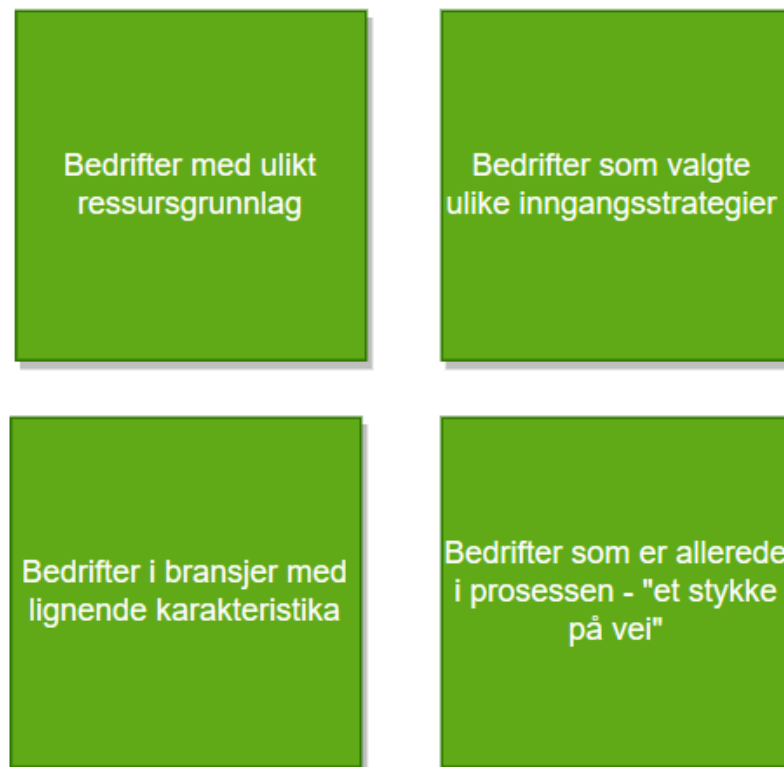 Bedrifter med ulikt
ressursgrunnlag
Bedrifter som valgte
ulike inngangsstrategier
Bedrifter i bransjer med
lignende karakteristika
Bedrifter som er allerede
i prosessen - "et stykke
på vei"